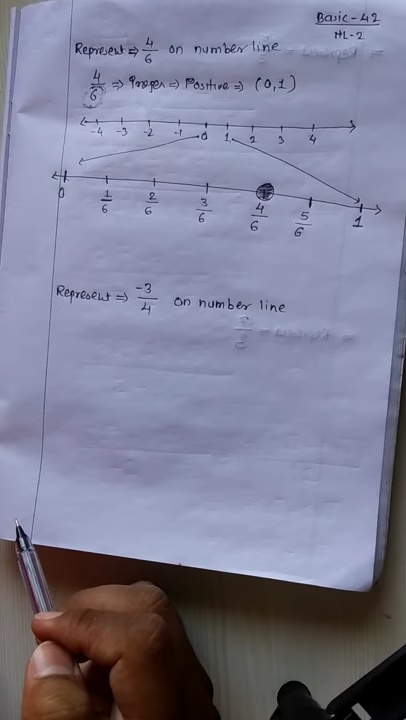 Basic-42
NL-2
Represent ⇒ 4/6 on number line
4/6 ⇒ Proper ⇒ Positive ⇒ (0,1)
-4 -3 -2 -1 0 1 2 3 4
0 1/6 2/6 3/6 4/6 5/6 1
Represent ⇒ -3/4 on number line